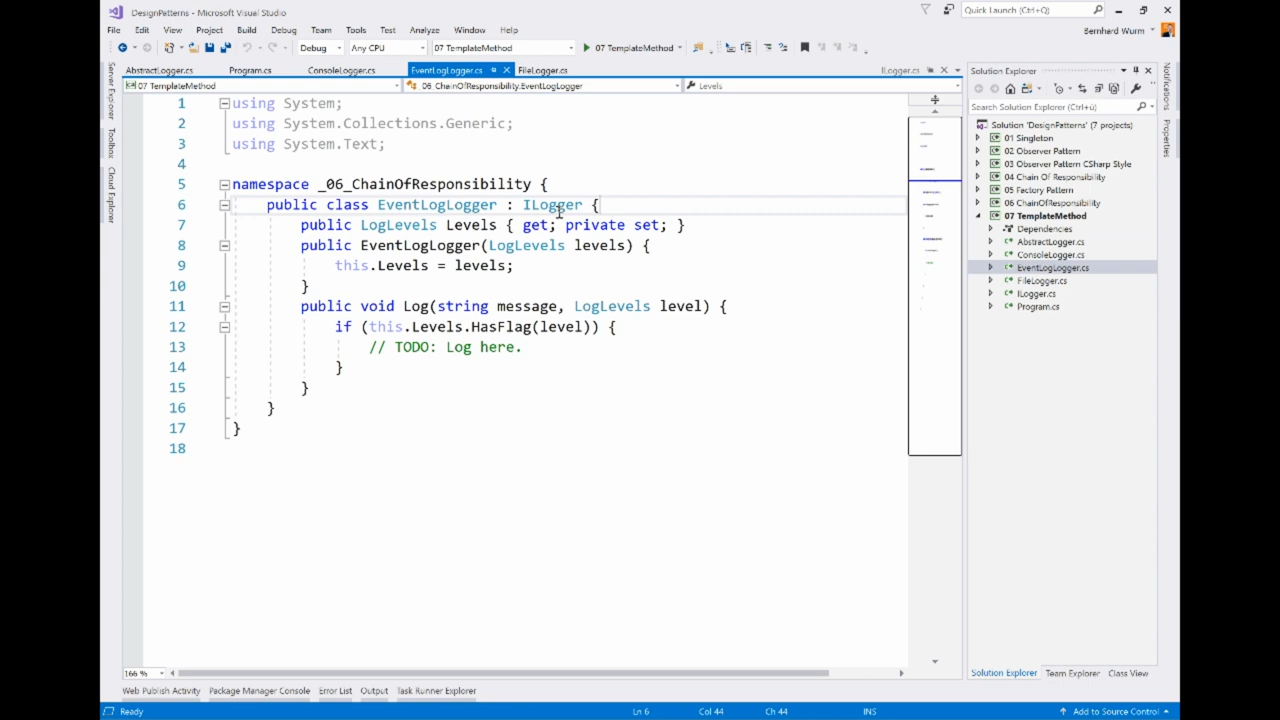 DesignPatterns - Microsoft Visual Studio
Quick Launch (Ctrl+Q)
File Edit View Project Build Debug Team Tools Test Analyze Window Help
Bernhard Wurm
Debug Any CPU 07 TemplateMethod 07 TemplateMethod
AbstractLogger.cs Program.cs ConsoleLogger.cs EventLogLogger.cs FileLogger.cs ILogger.cs
07 TemplateMethod _06_ChainOfResponsibility.EventLogLogger Levels
Server Explorer
Toolbox
Cloud Explorer
1 using System;
2 using System.Collections.Generic;
3 using System.Text;
4
5 namespace _06_ChainOfResponsibility {
6 public class EventLogLogger : ILogger {
7 public LogLevels Levels { get; private set; }
8 public EventLogLogger(LogLevels levels) {
9 this.Levels = levels;
10 }
11 public void Log(string message, LogLevels level) {
12 if (this.Levels.HasFlag(level)) {
13 // TODO: Log here.
14 }
15 }
16 }
17 }
18
166 %
Solution Explorer
Search Solution Explorer (Ctrl+ü)
Solution 'DesignPatterns' (7 projects)
01 Singleton
02 Observer Pattern
03 Observer Pattern CSharp Style
04 Chain Of Responsibility
05 Factory Pattern
06 ChainOfResponsibility
07 TemplateMethod
Dependencies
AbstractLogger.cs
ConsoleLogger.cs
EventLogLogger.cs
FileLogger.cs
ILogger.cs
Program.cs
Solution Explorer Team Explorer Class View
Notifications
Properties
Web Publish Activity Package Manager Console Error List Output Task Runner Explorer
Ready Ln 6 Col 44 Ch 44 INS Add to Source Control